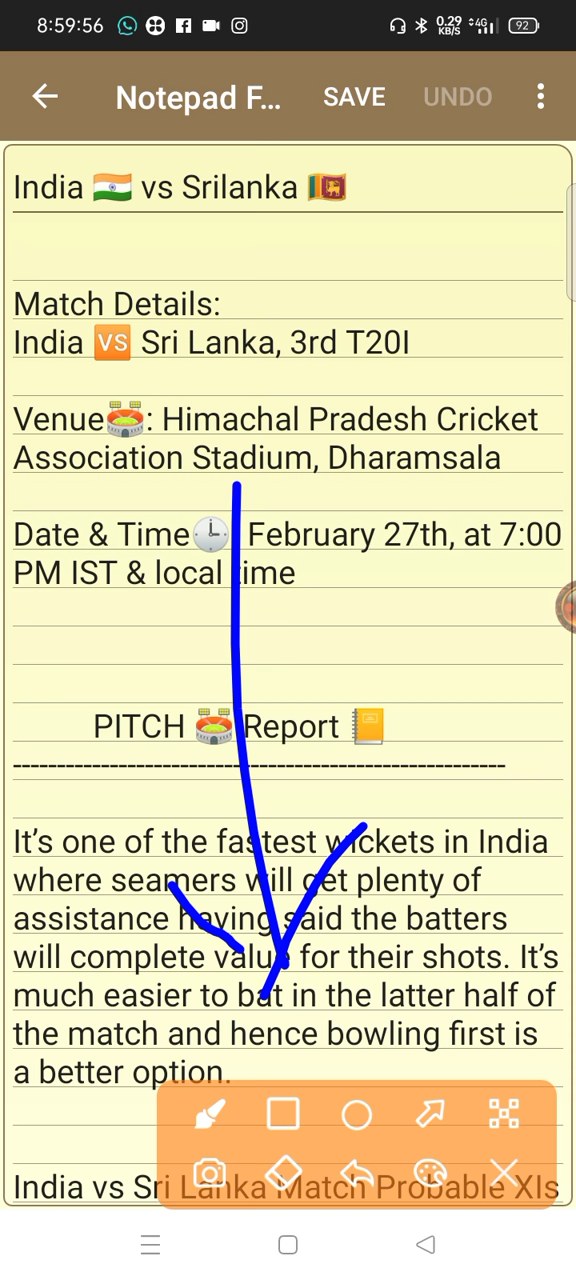 8:59:56 0.29 KB/S 4G 92
Notepad F... SAVE UNDO
India 🇮🇳 vs Srilanka 🇱🇰
Match Details:
India 🆚 Sri Lanka, 3rd T20I
Venue🏟: Himachal Pradesh Cricket
Association Stadium, Dharamsala
Date & Time🕒 February 27th, at 7:00
PM IST & local time
PITCH 🏟 Report 📒
--------------------------------------------------------
It's one of the fastest wickets in India
where seamers will get plenty of
assistance having said the batters
will complete value for their shots. It's
much easier to bat in the latter half of
the match and hence bowling first is
a better option.
India vs Sri Lanka Match Probable XIs